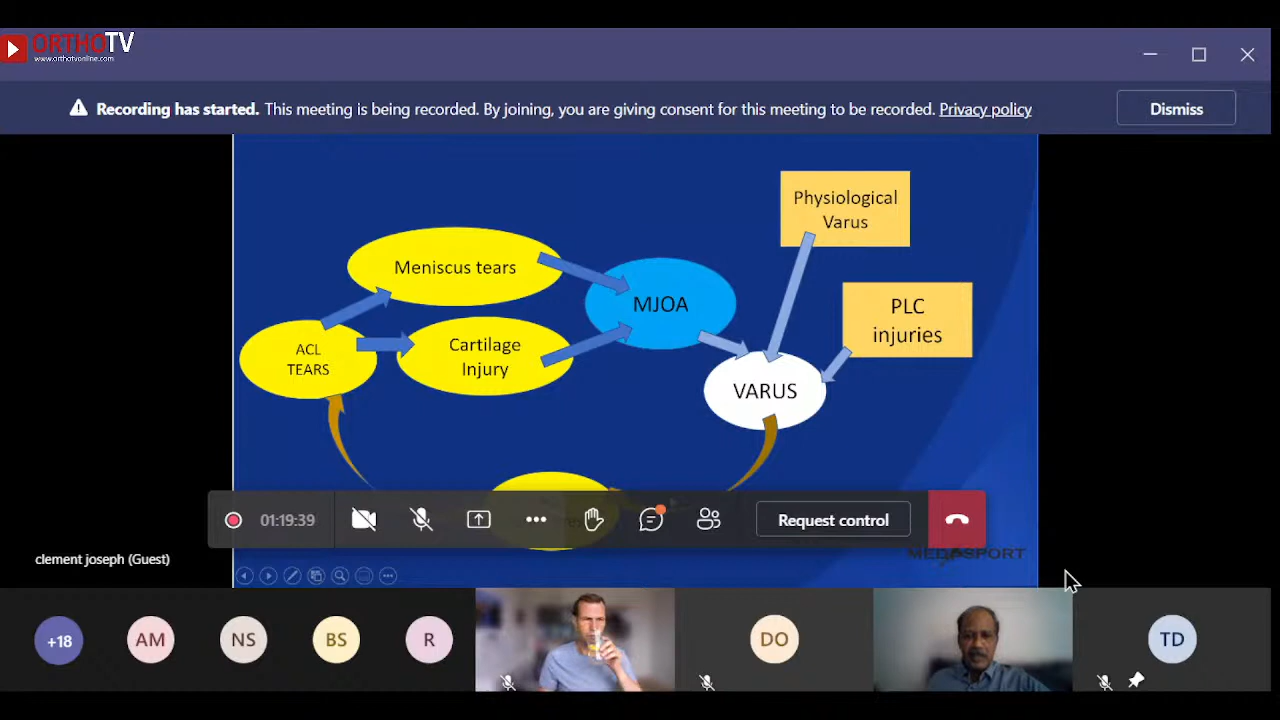 ORTHOTV
www.orthotvonline.com
Recording has started. This meeting is being recorded. By joining, you are giving consent for this meeting to be recorded. Privacy policy
Dismiss
Physiological
Varus
Meniscus tears
MJOA
PLC
injuries
ACL
TEARS
Cartilage
Injury
VARUS
01:19:39
Request control
clement joseph (Guest)
+18
AM
NS
BS
R
DO
TD